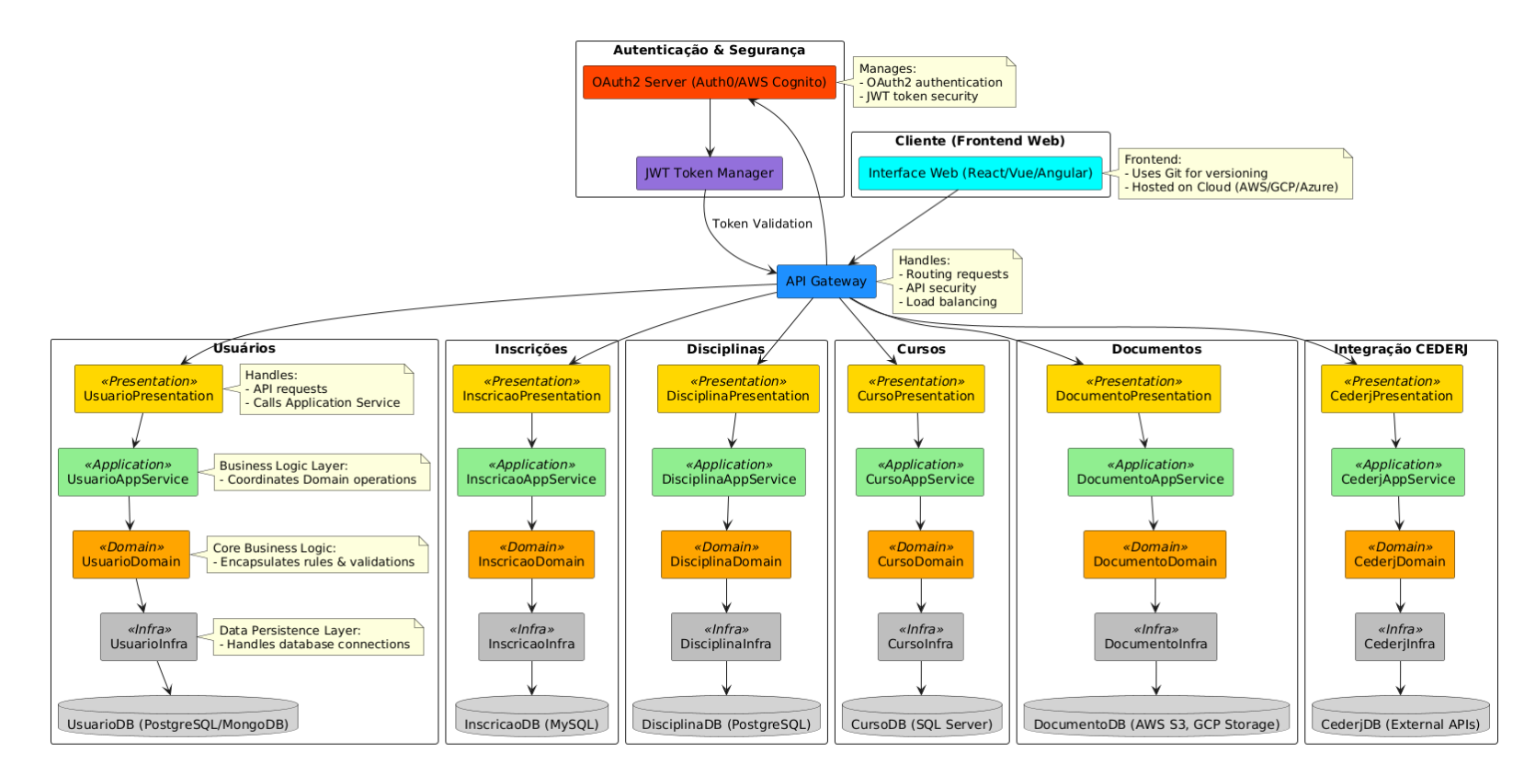 Autenticação & Segurança
OAuth2 Server (Auth0/AWS Cognito)
Manages:
- OAuth2 authentication
- JWT token security
JWT Token Manager
Cliente (Frontend Web)
Interface Web (React/Vue/Angular)
Frontend:
- Uses Git for versioning
- Hosted on Cloud (AWS/GCP/Azure)
Token Validation
API Gateway
Handles:
- Routing requests
- API security
- Load balancing
Usuários
«Presentation»
UsuarioPresentation
Handles:
- API requests
- Calls Application Service
«Application»
UsuarioAppService
Business Logic Layer:
- Coordinates Domain operations
«Domain»
UsuarioDomain
Core Business Logic:
- Encapsulates rules & validations
«Infra»
UsuarioInfra
Data Persistence Layer:
- Handles database connections
UsuarioDB (PostgreSQL/MongoDB)
Inscrições
«Presentation»
InscricaoPresentation
«Application»
InscricaoAppService
«Domain»
InscricaoDomain
«Infra»
InscricaoInfra
InscricaoDB (MySQL)
Disciplinas
«Presentation»
DisciplinaPresentation
«Application»
DisciplinaAppService
«Domain»
DisciplinaDomain
«Infra»
DisciplinaInfra
DisciplinaDB (PostgreSQL)
Cursos
«Presentation»
CursoPresentation
«Application»
CursoAppService
«Domain»
CursoDomain
«Infra»
CursoInfra
CursoDB (SQL Server)
Documentos
«Presentation»
DocumentoPresentation
«Application»
DocumentoAppService
«Domain»
DocumentoDomain
«Infra»
DocumentoInfra
DocumentoDB (AWS S3, GCP Storage)
Integração CEDERJ
«Presentation»
CederjPresentation
«Application»
CederjAppService
«Domain»
CederjDomain
«Infra»
CederjInfra
CederjDB (External APIs)